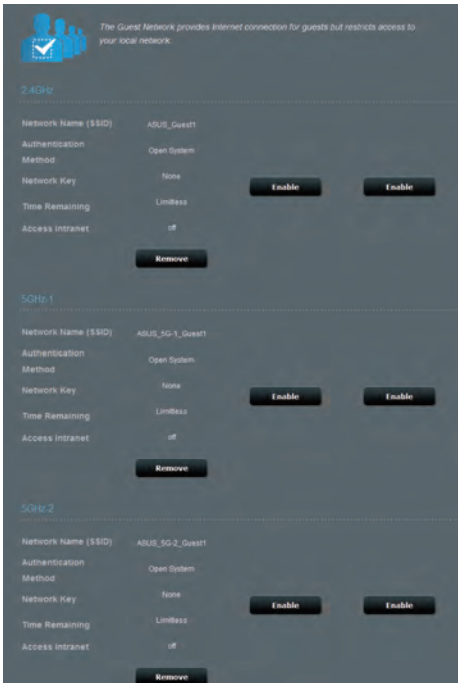 The Guest Network provides Internet connection for guests but restricts access to
your local network.
2.4GHz
Network Name (SSID) ASUS_Guest1
Authentication
Method Open System
Network Key None
Enable Enable
Time Remaining Limitless
Access Intranet off
Remove
5GHz-1
Network Name (SSID) ASUS_5G-1_Guest1
Authentication
Method Open System
Network Key None
Enable Enable
Time Remaining Limitless
Access Intranet off
Remove
5GHz-2
Network Name (SSID) ASUS_5G-2_Guest1
Authentication
Method Open System
Network Key None
Enable Enable
Time Remaining Limitless
Access Intranet off
Remove